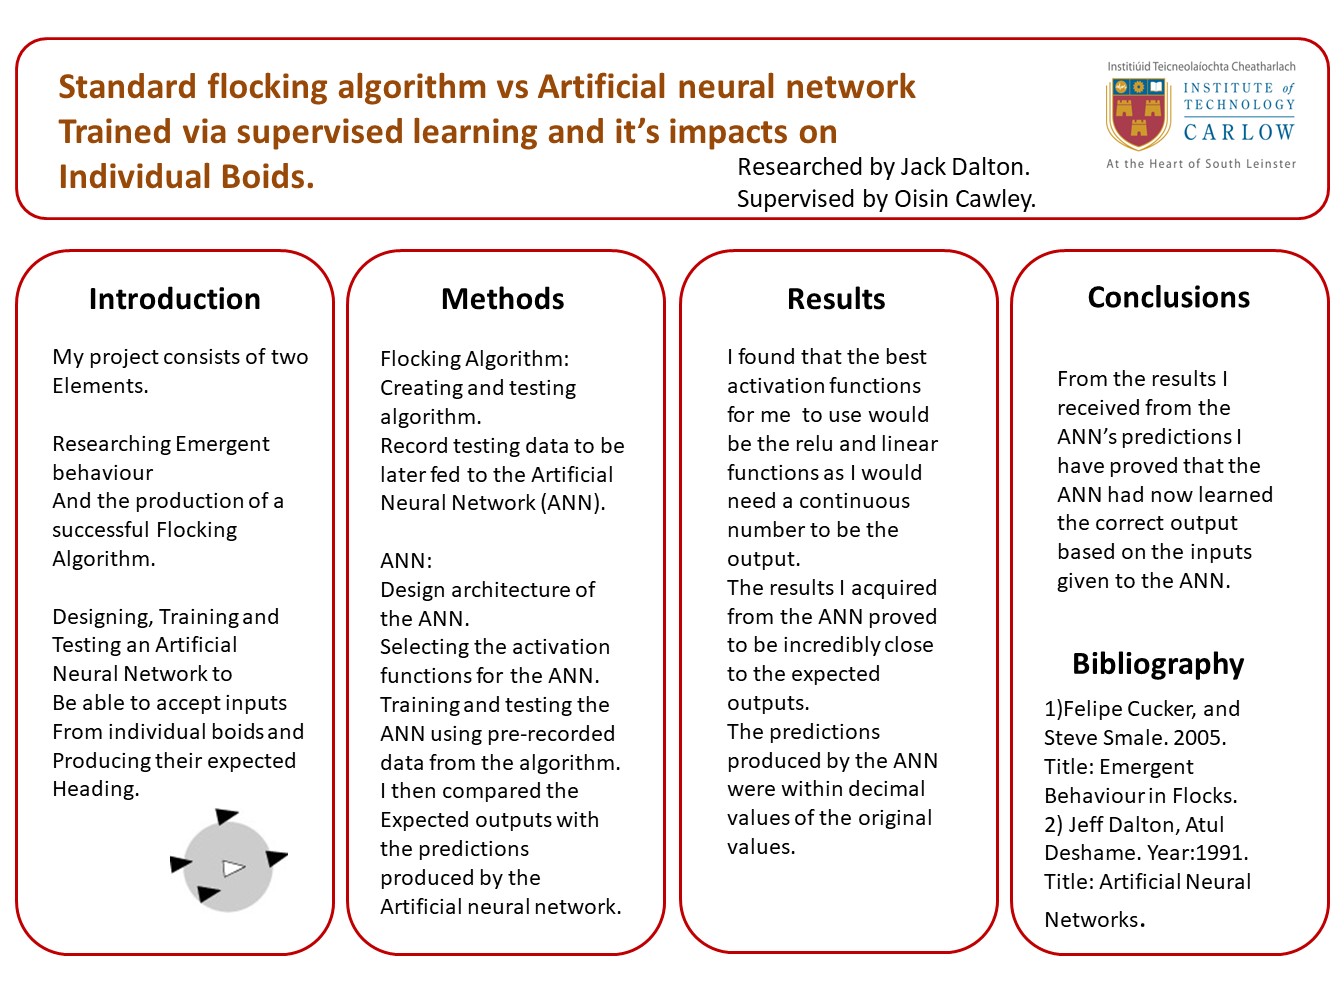 Standard flocking algorithm vs Artificial neural network
Trained via supervised learning and it's impacts on
Individual Boids.
Researched by Jack Dalton.
Supervised by Oisin Cawley.
Institiúid Teicneolaíochta Cheatharlach
INSTITUTE of
TECHNOLOGY
CARLOW
At the Heart of South Leinster
Introduction
My project consists of two
Elements.
Researching Emergent
behaviour
And the production of a
successful Flocking
Algorithm.
Designing, Training and
Testing an Artificial
Neural Network to
Be able to accept inputs
From individual boids and
Producing their expected
Heading.
Methods
Flocking Algorithm:
Creating and testing
algorithm.
Record testing data to be
later fed to the Artificial
Neural Network (ANN).
ANN:
Design architecture of
the ANN.
Selecting the activation
functions for the ANN.
Training and testing the
ANN using pre-recorded
data from the algorithm.
I then compared the
Expected outputs with
the predictions
produced by the
Artificial neural network.
Results
I found that the best
activation functions
for me  to use would
be the relu and linear
functions as I would
need a continuous
number to be the
output.
The results I acquired
from the ANN proved
to be incredibly close
to the expected
outputs.
The predictions
produced by the ANN
were within decimal
values of the original
values.
Conclusions
From the results I
received from the
ANN's predictions I
have proved that the
ANN had now learned
the correct output
based on the inputs
given to the ANN.
Bibliography
1)Felipe Cucker, and
Steve Smale. 2005.
Title: Emergent
Behaviour in Flocks.
2) Jeff Dalton, Atul
Deshame. Year:1991.
Title: Artificial Neural
Networks.